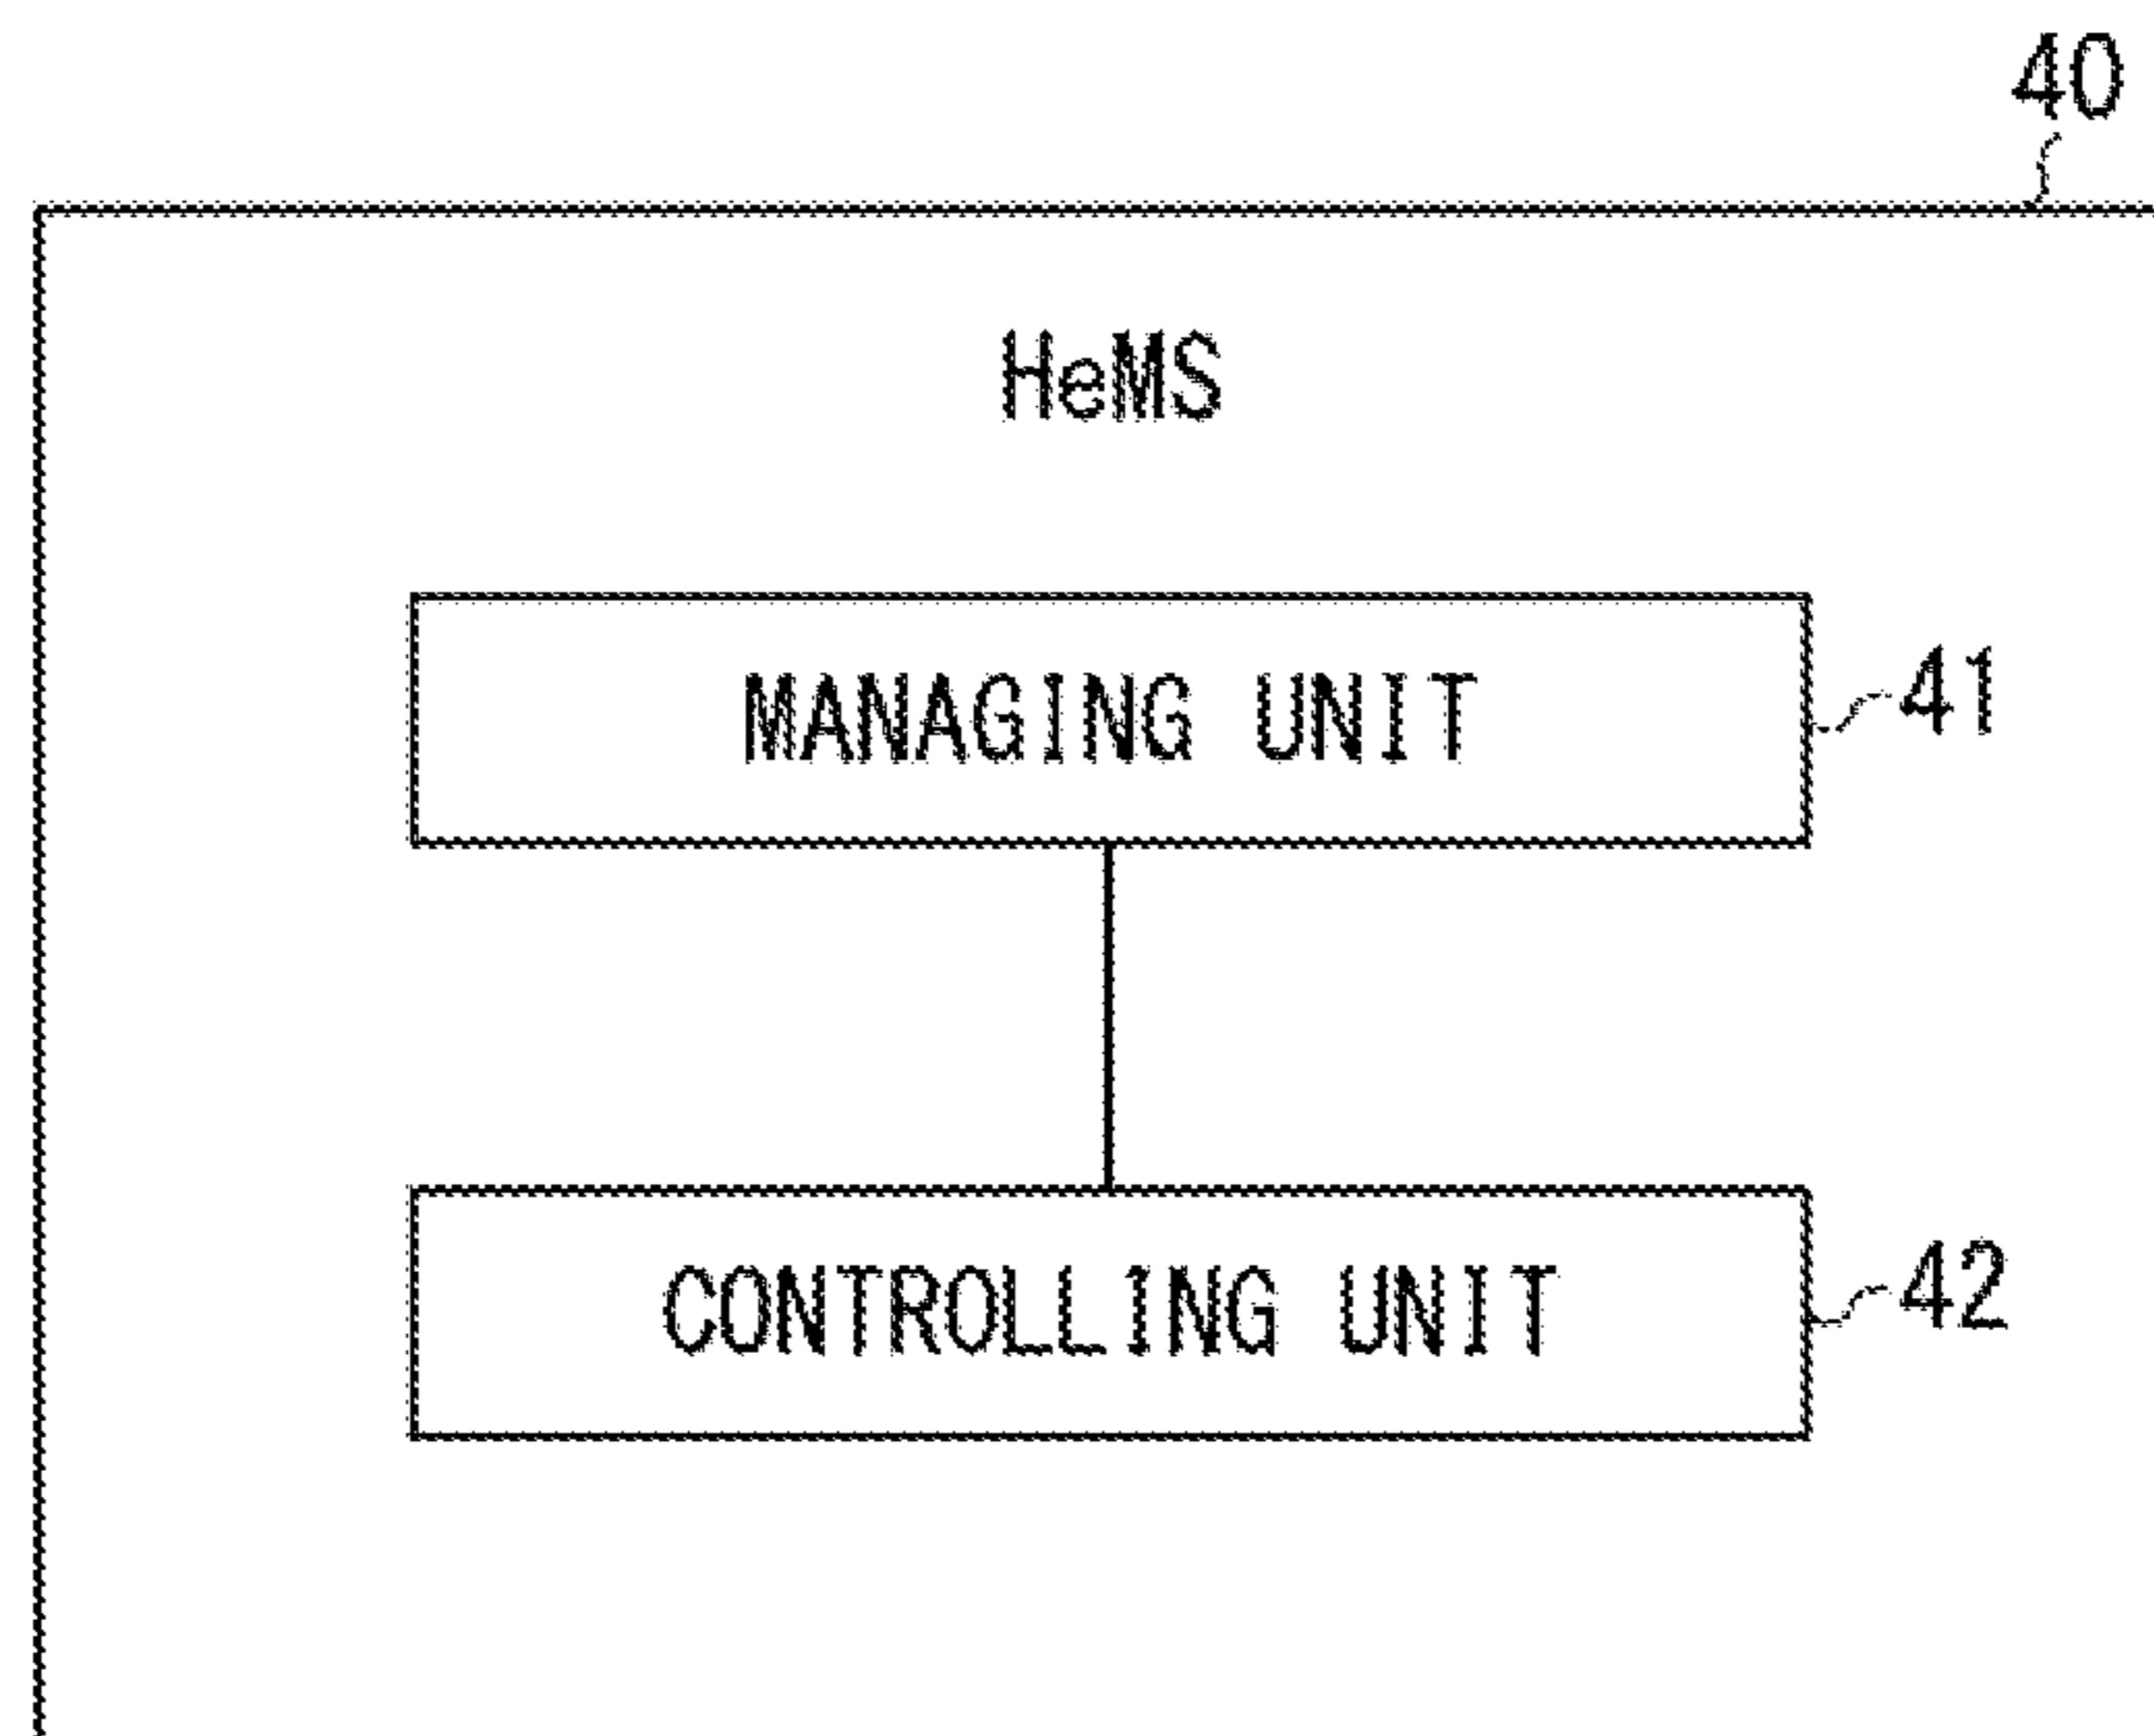 40
HeMS
MANAGING UNIT
41
CONTROLLING UNIT
42